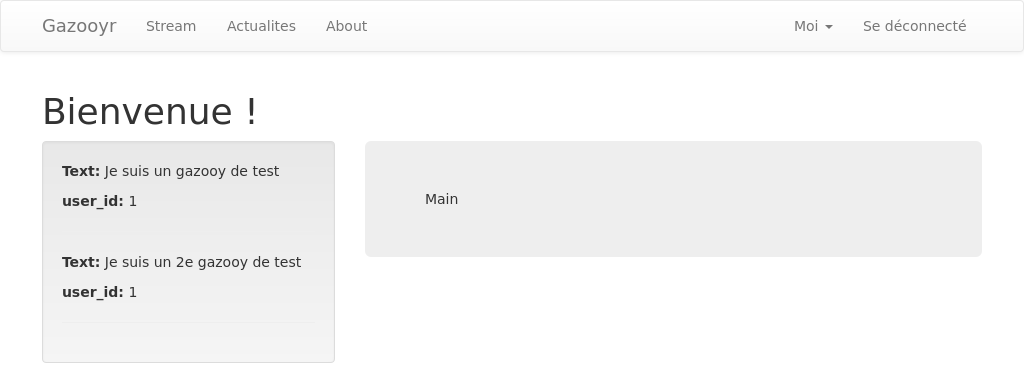 Gazooyr Stream Actualites About Moi Se déconnecté
Bienvenue !
Text: Je suis un gazooy de test
user_id: 1
Text: Je suis un 2e gazooy de test
user_id: 1
Main